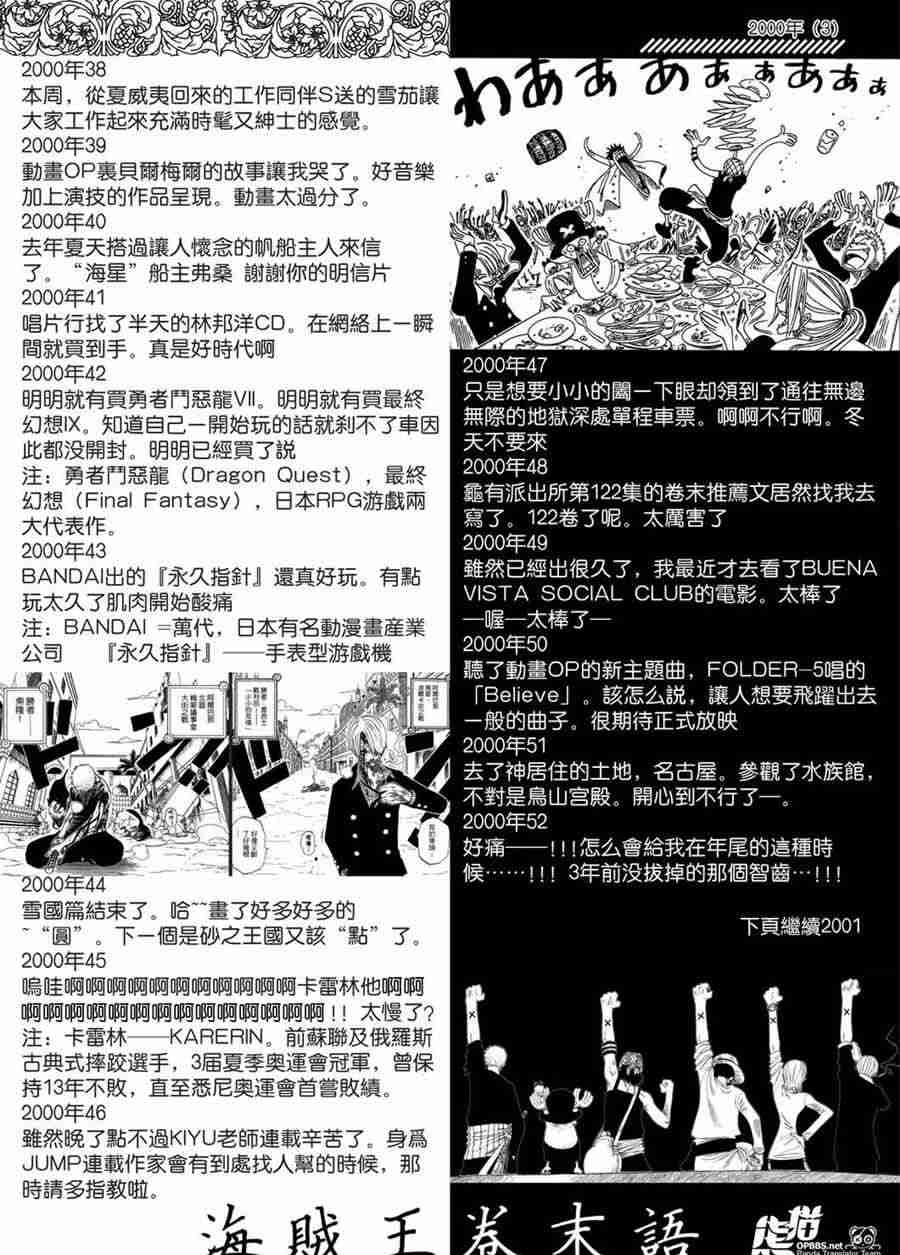 2000年38
本周，從夏威夷回來的工作同伴S送的雪茄讓
大家工作起來充滿時髦又紳士的感覺。
2000年39
動畫OP裏貝爾梅爾的故事讓我哭了。好音樂
加上演技的作品呈現。動畫太過分了。
2000年40
去年夏天搭過讓人懷念的帆船主人來信
了。“海星”船主弗桑 謝謝你的明信片
2000年41
唱片行找了半天的林邦洋CD。在網絡上一瞬
間就買到手。真是好時代啊
2000年42
明明就有買勇者鬥惡龍VII。明明就有買最終
幻想IX。知道自己一開始玩的話就刹不了車因
此都没開封。明明已經買了説
注：勇者鬥惡龍（Dragon Quest），最終
幻想（Final Fantasy），日本RPG游戲兩
大代表作。
2000年43
BANDAI出的『永久指針』還真好玩。有點
玩太久了肌肉開始酸痛
注：BANDAI =萬代，日本有名動漫畫産業
公司 『永久指針』——手表型游戲機
2000年44
雪國篇結束了。哈~~畫了好多好多的
~“圓”。下一個是砂之王國又該“點”了。
2000年45
嗚哇啊啊啊啊啊啊啊啊啊啊啊卡雷林他啊啊
啊啊啊啊啊啊啊啊啊啊啊啊啊啊!! 太慢了?
注：卡雷林——KARERIN。前蘇聯及俄羅斯
古典式摔跤選手，3届夏季奧運會冠軍，曾保
持13年不敗，直至悉尼奧運會首嘗敗績。
2000年46
雖然晚了點不過KIYU老師連載辛苦了。身爲
JUMP連載作家會有到處找人幫的時候，那
時請多指教啦。
2000年（3）
わあぁあぁぁあぁぁ
2000年47
只是想要小小的闔一下眼却領到了通往無邊
無際的地獄深處單程車票。啊啊不行啊。冬
天不要來
2000年48
龜有派出所第122集的卷末推薦文居然找我去
寫了。122卷了呢。太厲害了
2000年49
雖然已經出很久了，我最近才去看了BUENA
VISTA SOCIAL CLUB的電影。太棒了
—喔—太棒了—
2000年50
聽了動畫OP的新主題曲，FOLDER-5唱的
「Believe」。該怎么説，讓人想要飛躍出去
一般的曲子。很期待正式放映
2000年51
去了神居住的土地，名古屋。參觀了水族館，
不對是鳥山宮殿。開心到不行了—。
2000年52
好痛——!!!怎么會給我在年尾的這種時
候……!!! 3年前没拔掉的那個智齒…!!!
下頁繼續2001
海賊王 卷末語
OPBBS.net
Panda Translator Team